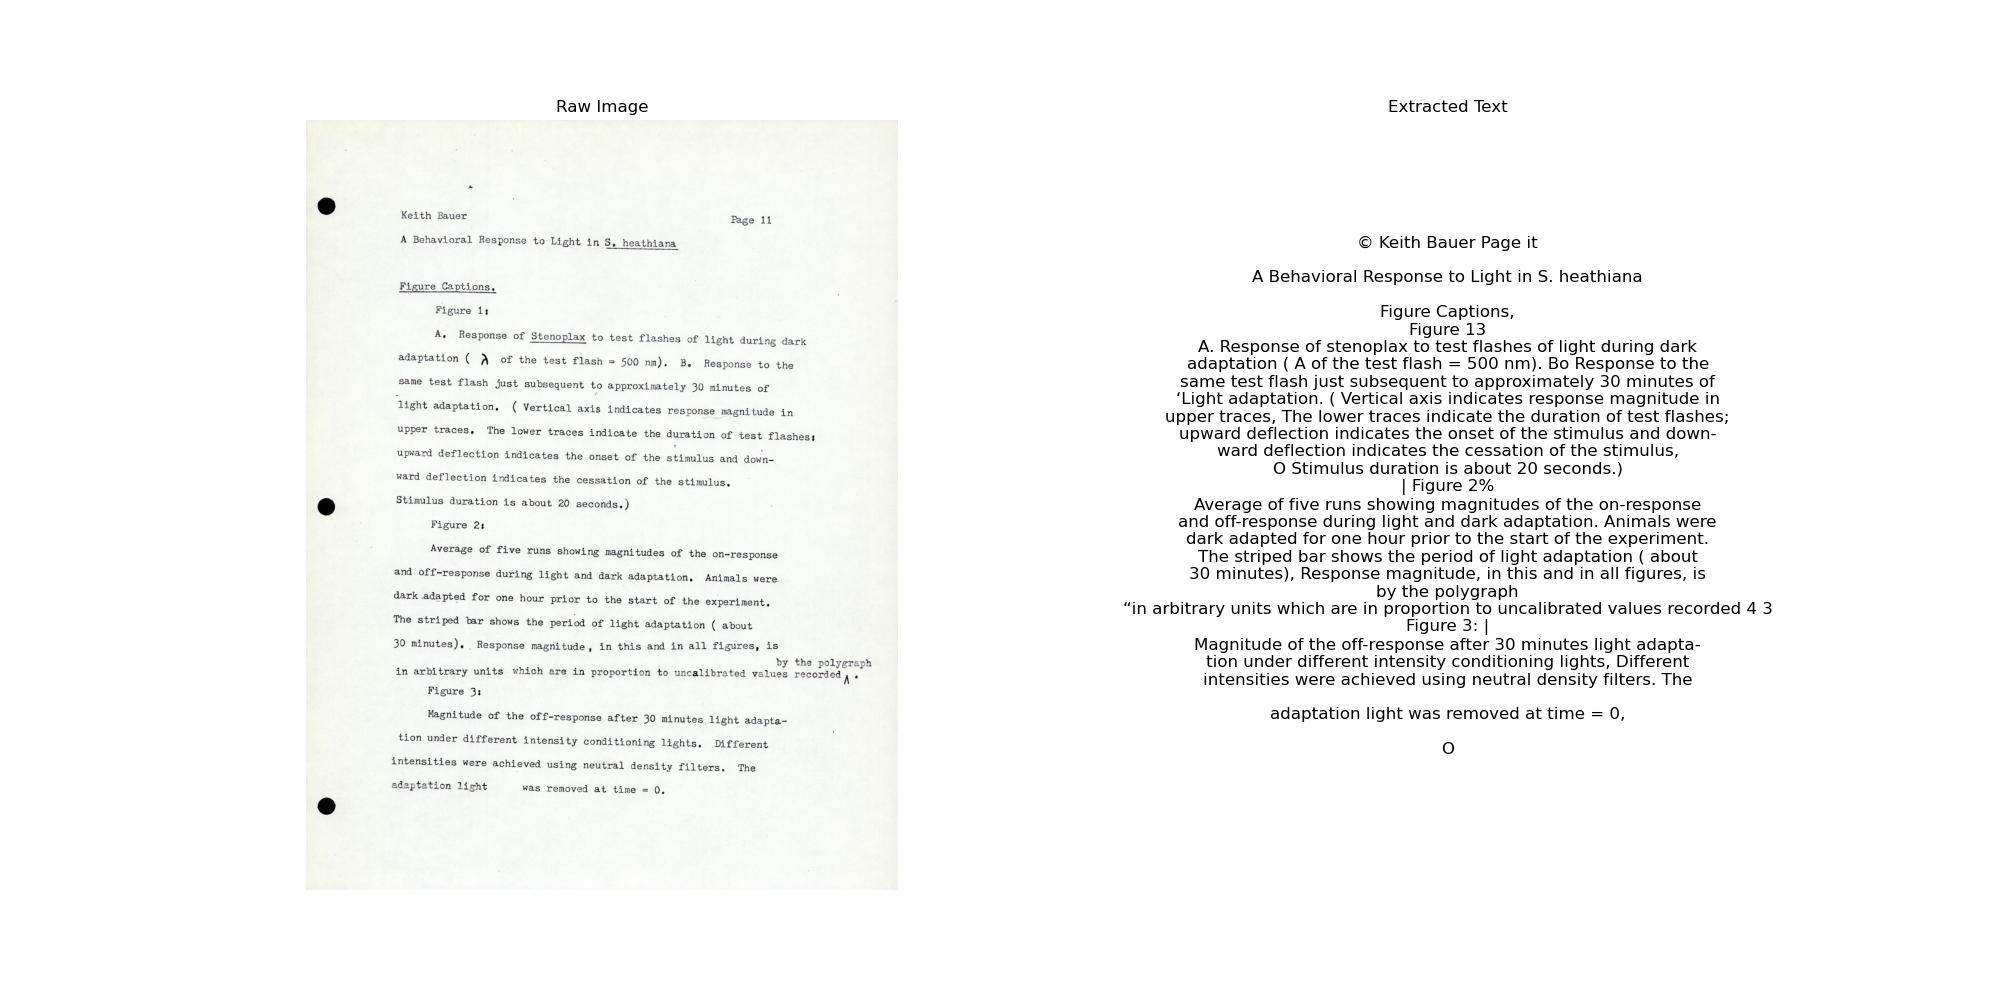 Raw Image
Keith Bauer Page 11
A Behavioral Response to Light in S. heathiana
Figure Captions.
Figure 1:
A. Response of Stenoplax to test flashes of light during dark
adaptation ( λ of the test flash = 500 nm). B. Response to the
same test flash just subsequent to approximately 30 minutes of
light adaptation. ( Vertical axis indicates response magnitude in
upper traces. The lower traces indicate the duration of test flashes;
upward deflection indicates the onset of the stimulus and down-
ward deflection indicates the cessation of the stimulus.
Stimulus duration is about 20 seconds.)
Figure 2:
Average of five runs showing magnitudes of the on-response
and off-response during light and dark adaptation. Animals were
dark adapted for one hour prior to the start of the experiment.
The striped bar shows the period of light adaptation ( about
30 minutes). Response magnitude, in this and in all figures, is
by the polygraph
in arbitrary units which are in proportion to uncalibrated values recorded ∧ .
Figure 3:
Magnitude of the off-response after 30 minutes light adapta-
tion under different intensity conditioning lights. Different
intensities were achieved using neutral density filters. The
adaptation light was removed at time = 0.
Extracted Text
© Keith Bauer Page it
A Behavioral Response to Light in S. heathiana
Figure Captions,
Figure 13
A. Response of stenoplax to test flashes of light during dark
adaptation ( A of the test flash = 500 nm). Bo Response to the
same test flash just subsequent to approximately 30 minutes of
‘Light adaptation. ( Vertical axis indicates response magnitude in
upper traces, The lower traces indicate the duration of test flashes;
upward deflection indicates the onset of the stimulus and down-
ward deflection indicates the cessation of the stimulus,
O Stimulus duration is about 20 seconds.)
| Figure 2%
Average of five runs showing magnitudes of the on-response
and off-response during light and dark adaptation. Animals were
dark adapted for one hour prior to the start of the experiment.
The striped bar shows the period of light adaptation ( about
30 minutes), Response magnitude, in this and in all figures, is
by the polygraph
“in arbitrary units which are in proportion to uncalibrated values recorded 4 3
Figure 3: |
Magnitude of the off-response after 30 minutes light adapta-
tion under different intensity conditioning lights, Different
intensities were achieved using neutral density filters. The
adaptation light was removed at time = 0,
O